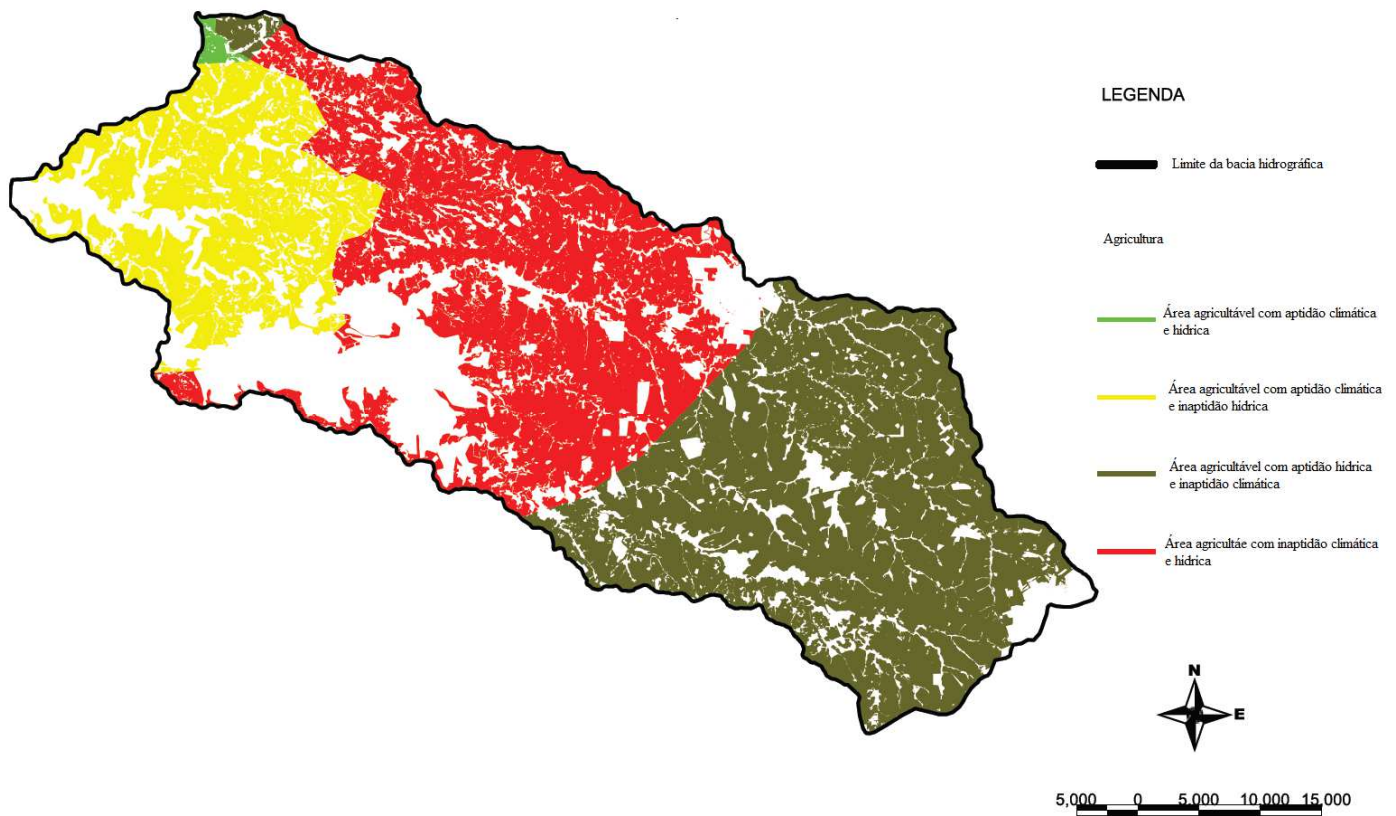 LEGENDA
Limite da bacia hidrográfica
Agricultura
Área agricultável com aptidão climática
e hídrica
Área agricultável com aptidão climática
e inaptidão hídrica
Área agricultável com aptidão hídrica
e inaptidão climática
Área agricultáe com inaptidão climática
e hídrica
N
E
5,000 0 5,000 10,000 15,000